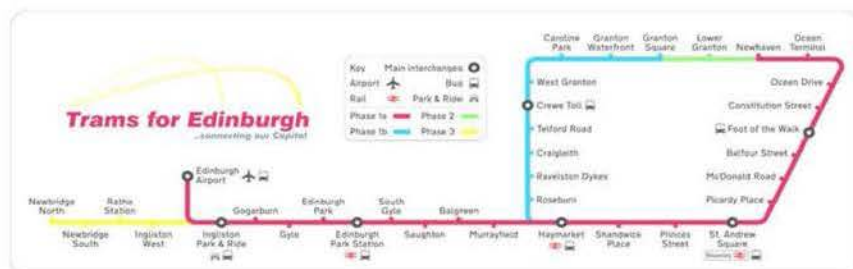 Trams for Edinburgh
...connecting our Capital
Key Main interchanges
Airport Bus
Rail Park & Ride
Phase 1a Phase 2
Phase 1b Phase 3
Caroline Park
Granton Waterfront
Granton Square
Lower Granton
Newhaven
Ocean Terminal
West Granton
Crewe Toll
Telford Road
Craigleith
Ravelston Dykes
Roseburn
Ocean Drive
Constitution Street
Foot of the Walk
Balfour Street
McDonald Road
Picardy Place
Edinburgh Airport
Newbridge North
Newbridge South
Ratho Station
Ingliston West
Ingliston Park & Ride
Gogarburn
Gyle
Edinburgh Park
Edinburgh Park Station
South Gyle
Saughton
Balgreen
Murrayfield
Haymarket
Shandwick Place
Princes Street
St. Andrew Square
Waverley